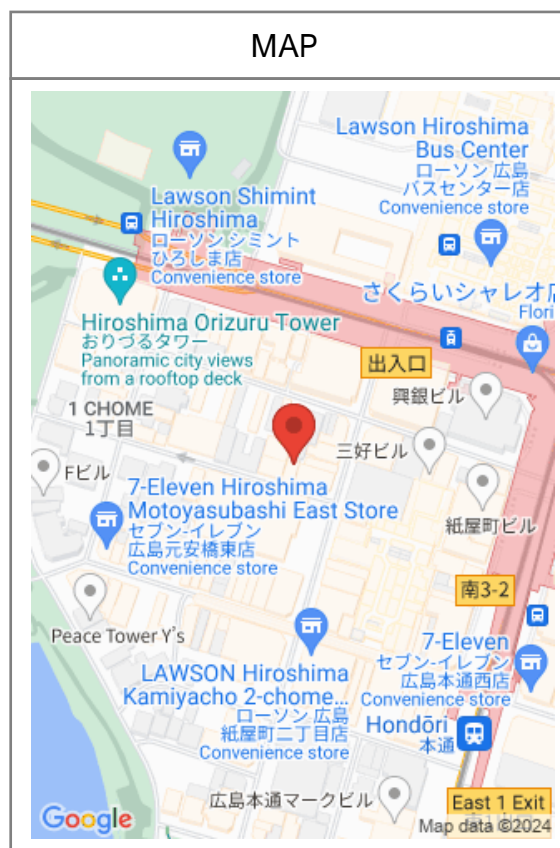 MAP
Lawson Hiroshima
Bus Center
ローソン 広島
バスセンター店
Convenience store
Lawson Shimint
Hiroshima
ローソン シミント
ひろしま店
Convenience store
さくらいシャレオ店
Flori
Hiroshima Orizuru Tower
おりづるタワー
Panoramic city views
from a rooftop deck
出入口
興銀ビル
1 CHOME
1丁目
三好ビル
Fビル
7-Eleven Hiroshima
Motoyasubashi East Store
セブン-イレブン
広島元安橋東店
Convenience store
紙屋町ビル
南3-2
Peace Tower Y's
7-Eleven
セブン-イレブン
広島本通西店
Convenience store
LAWSON Hiroshima
Kamiyacho 2-chome...
ローソン 広島
紙屋町二丁目店
Convenience store
Hondōri
本通
広島本通マークビル
East 1 Exit
Google
Map data ©2024